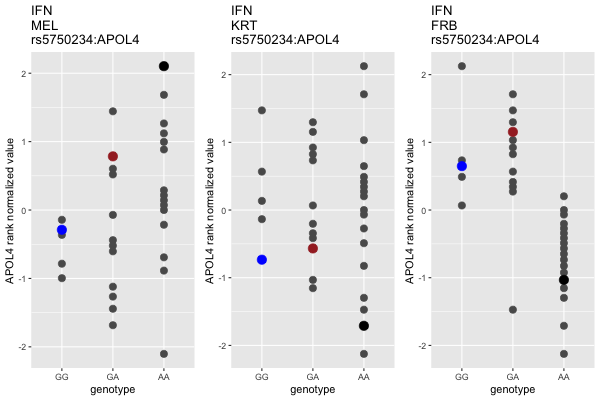 IFN
MEL
rs5750234:APOL4
APOL4 rank normalized value
2
1
0
-1
-2
GG
GA
AA
genotype
IFN
KRT
rs5750234:APOL4
APOL4 rank normalized value
2
1
0
-1
-2
GG
GA
AA
genotype
IFN
FRB
rs5750234:APOL4
APOL4 rank normalized value
2
1
0
-1
-2
GG
GA
AA
genotype